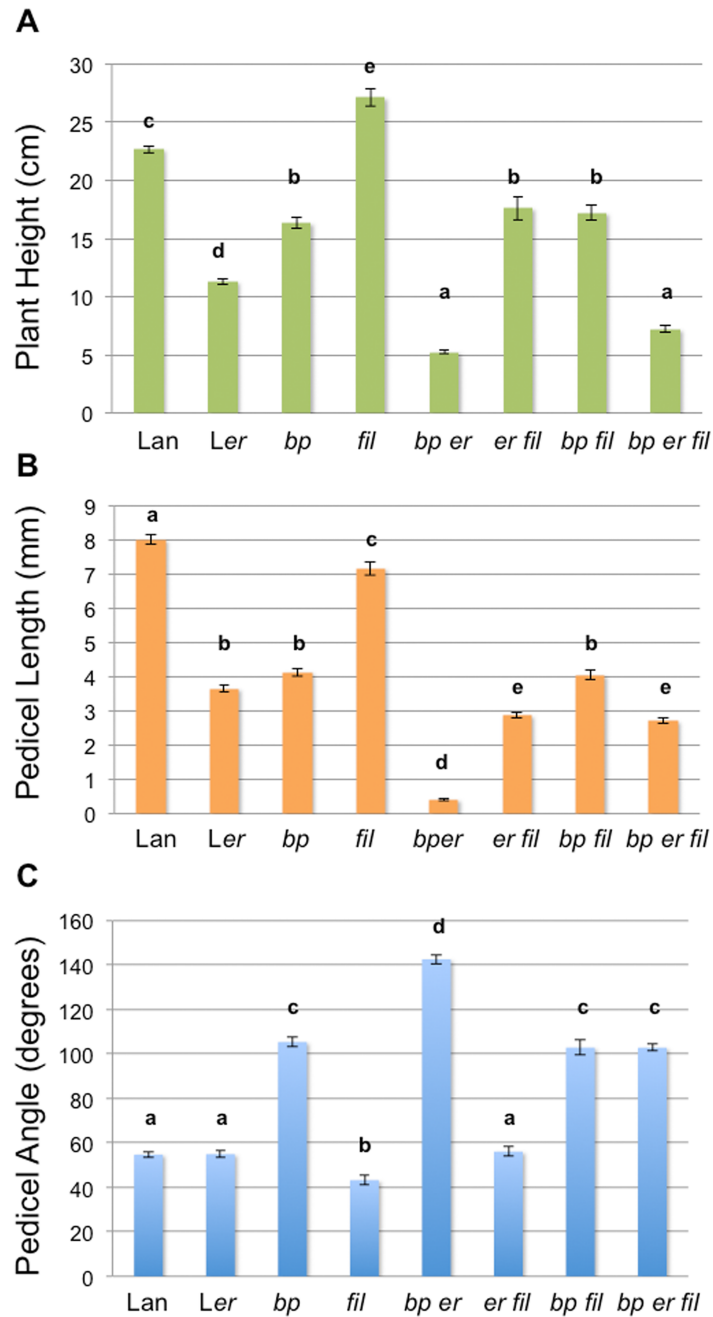 A
Plant Height (cm)
30
25
20
15
10
5
0
c
d
b
e
a
b
b
a
Lan Ler bp fil bp er er fil bp fil bp er fil
B
Pedicel Length (mm)
9
8
7
6
5
4
3
2
1
0
a
b
b
c
d
e
b
e
Lan Ler bp fil bper er fil bp fil bp er fil
C
Pedicel Angle (degrees)
160
140
120
100
80
60
40
20
0
a
a
c
b
d
a
c
c
Lan Ler bp fil bp er er fil bp fil bp er fil